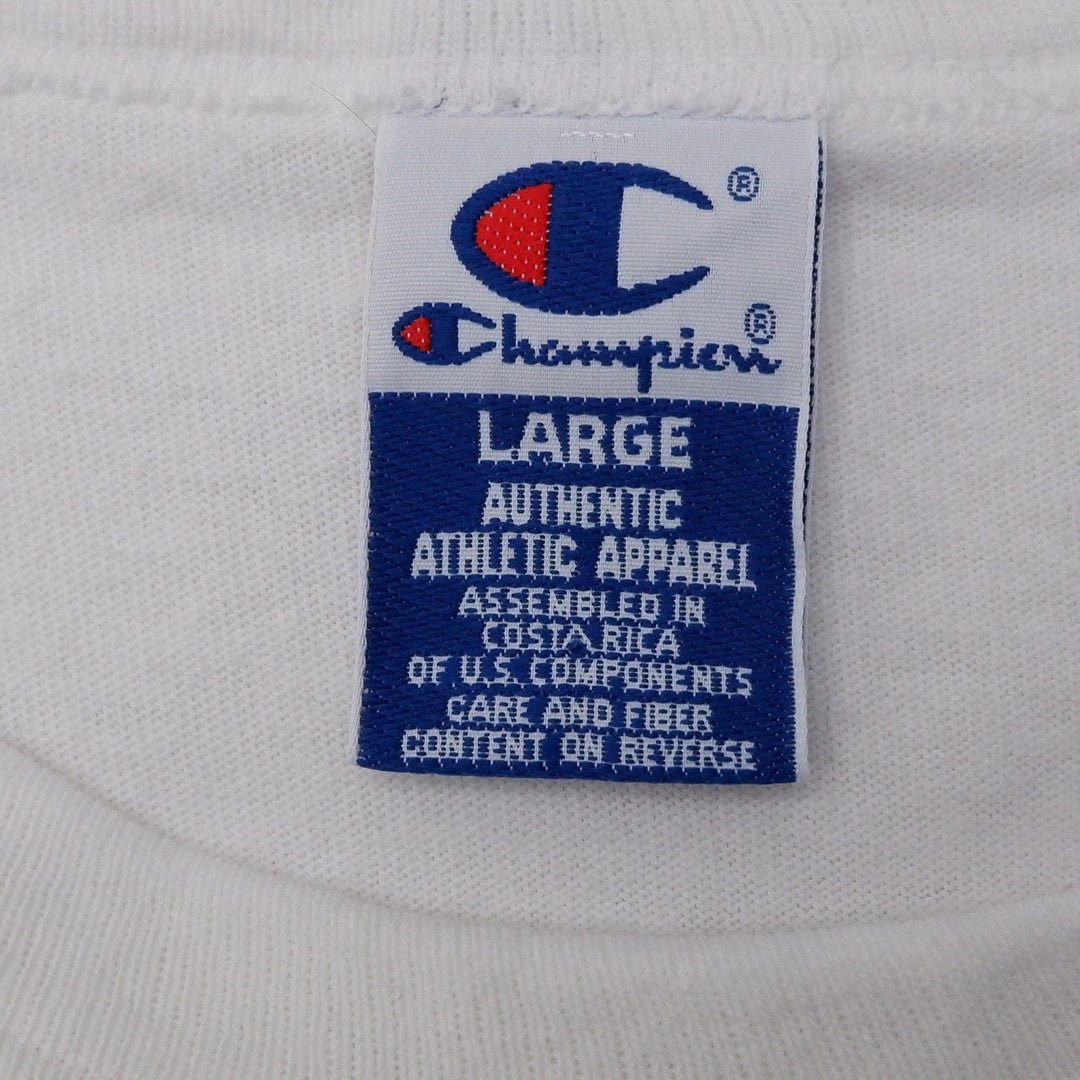 ®
Champion®
LARGE
AUTHENTIC
ATHLETIC APPAREL
ASSEMBLED IN
COSTA RICA
OF U.S. COMPONENTS
CARE AND FIBER
CONTENT ON REVERSE